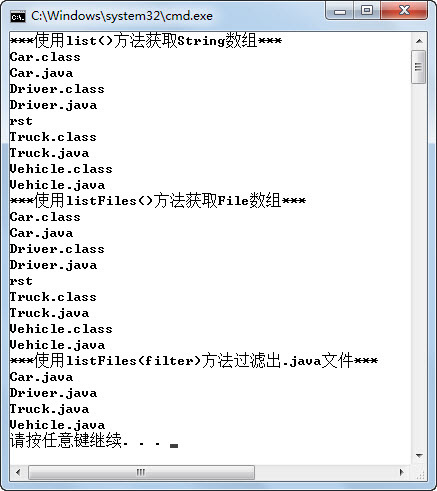 C:\Windows\system32\cmd.exe
***使用list()方法获取String数组***
Car.class
Car.java
Driver.class
Driver.java
rst
Truck.class
Truck.java
Vehicle.class
Vehicle.java
***使用listFiles()方法获取File数组***
Car.class
Car.java
Driver.class
Driver.java
rst
Truck.class
Truck.java
Vehicle.class
Vehicle.java
***使用listFiles(filter)方法过滤出.java文件***
Car.java
Driver.java
Truck.java
Vehicle.java
请按任意键继续. . .